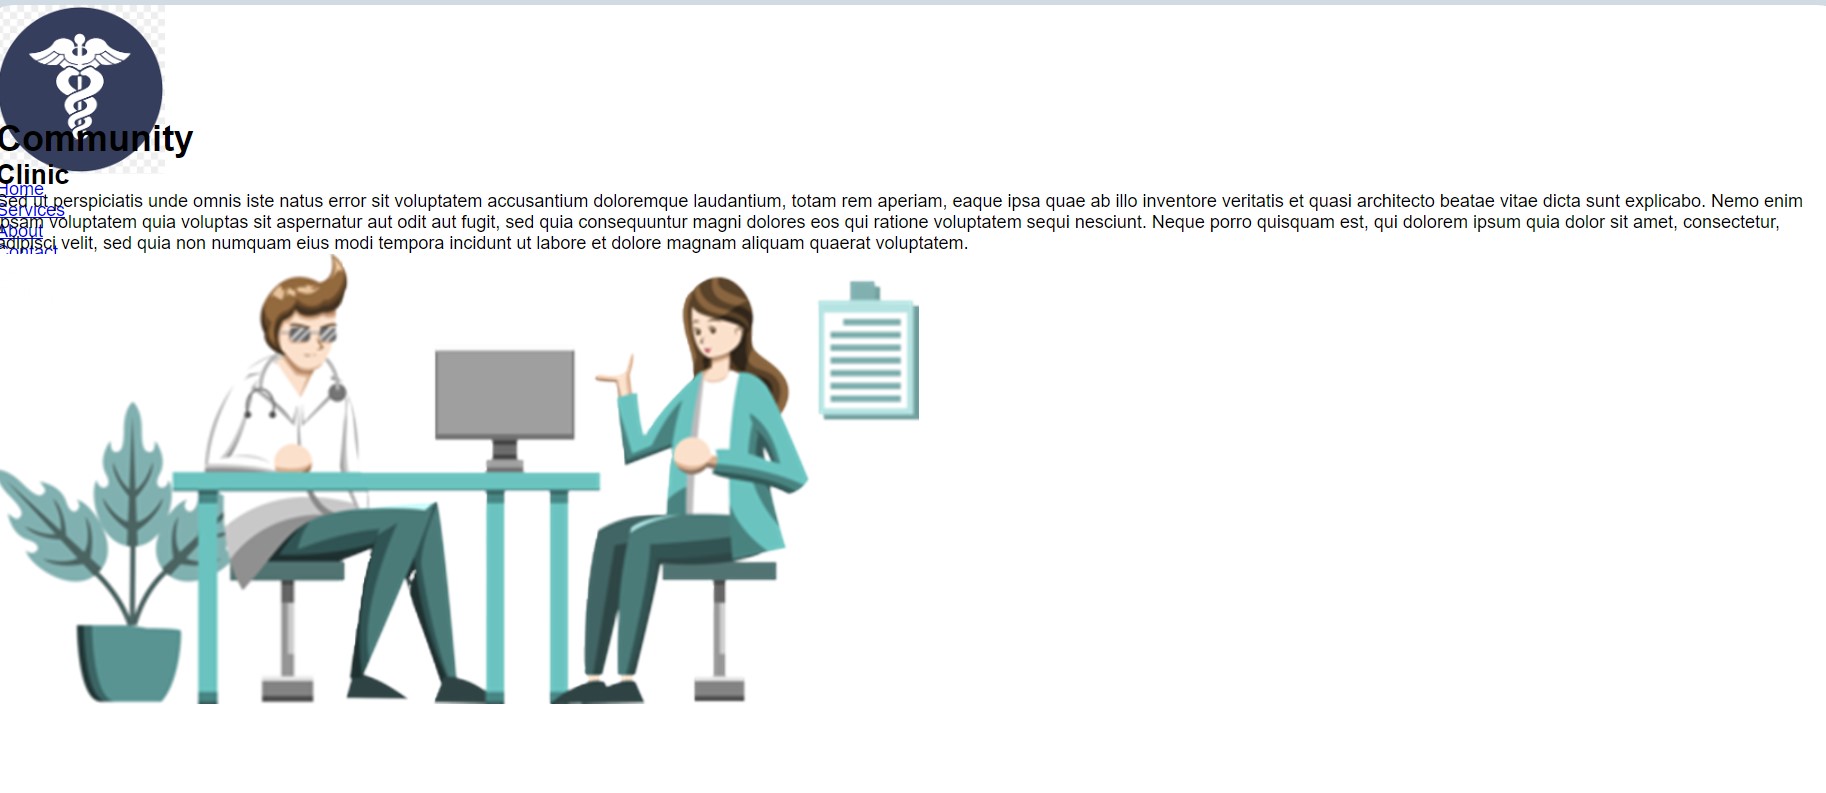 Community
Clinic
Home
Sed ut perspiciatis unde omnis iste natus error sit voluptatem accusantium doloremque laudantium, totam rem aperiam, eaque ipsa quae ab illo inventore veritatis et quasi architecto beatae vitae dicta sunt explicabo. Nemo enim
Services
ipsam voluptatem quia voluptas sit aspernatur aut odit aut fugit, sed quia consequuntur magni dolores eos qui ratione voluptatem sequi nesciunt. Neque porro quisquam est, qui dolorem ipsum quia dolor sit amet, consectetur,
About
adipisci velit, sed quia non numquam eius modi tempora incidunt ut labore et dolore magnam aliquam quaerat voluptatem.
Contact